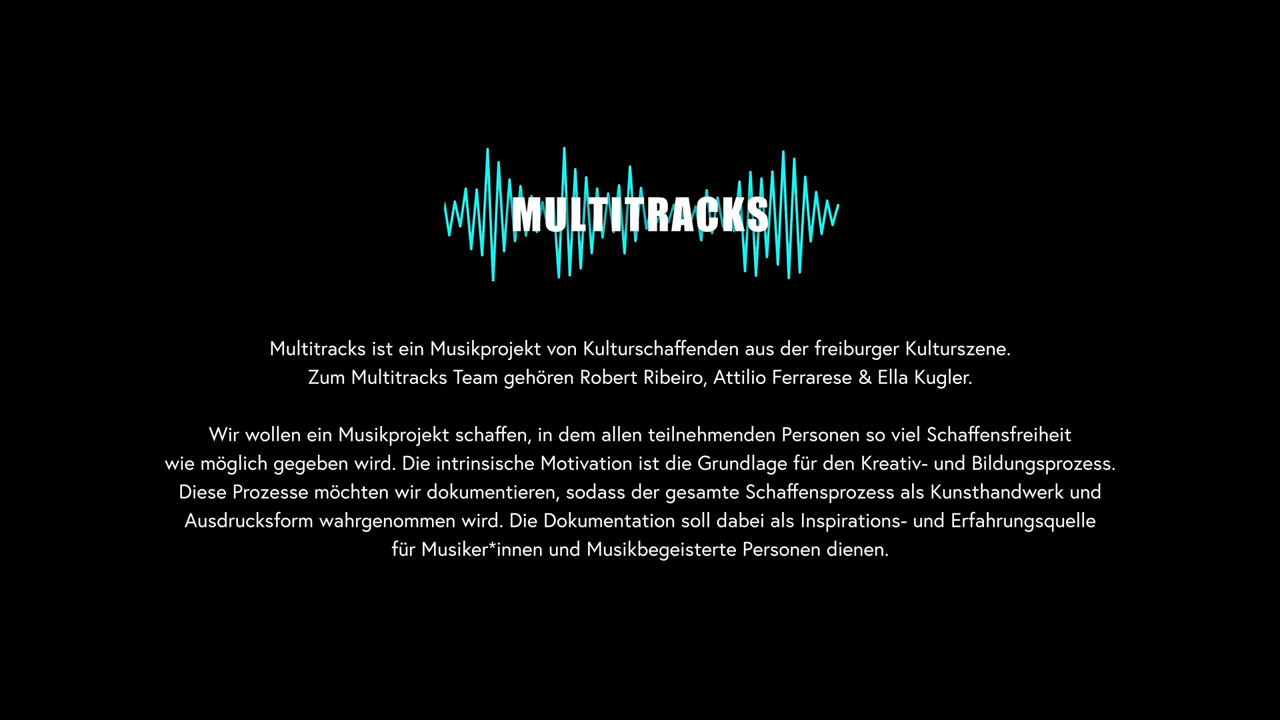 MULTITRACKS
Multitracks ist ein Musikprojekt von Kulturschaffenden aus der freiburger Kulturszene.
Zum Multitracks Team gehören Robert Ribeiro, Attilio Ferrarese & Ella Kugler.
Wir wollen ein Musikprojekt schaffen, in dem allen teilnehmenden Personen so viel Schaffensfreiheit
wie möglich gegeben wird. Die intrinsische Motivation ist die Grundlage für den Kreativ- und Bildungsprozess.
Diese Prozesse möchten wir dokumentieren, sodass der gesamte Schaffensprozess als Kunsthandwerk und
Ausdrucksform wahrgenommen wird. Die Dokumentation soll dabei als Inspirations- und Erfahrungsquelle
für Musiker*innen und Musikbegeisterte Personen dienen.